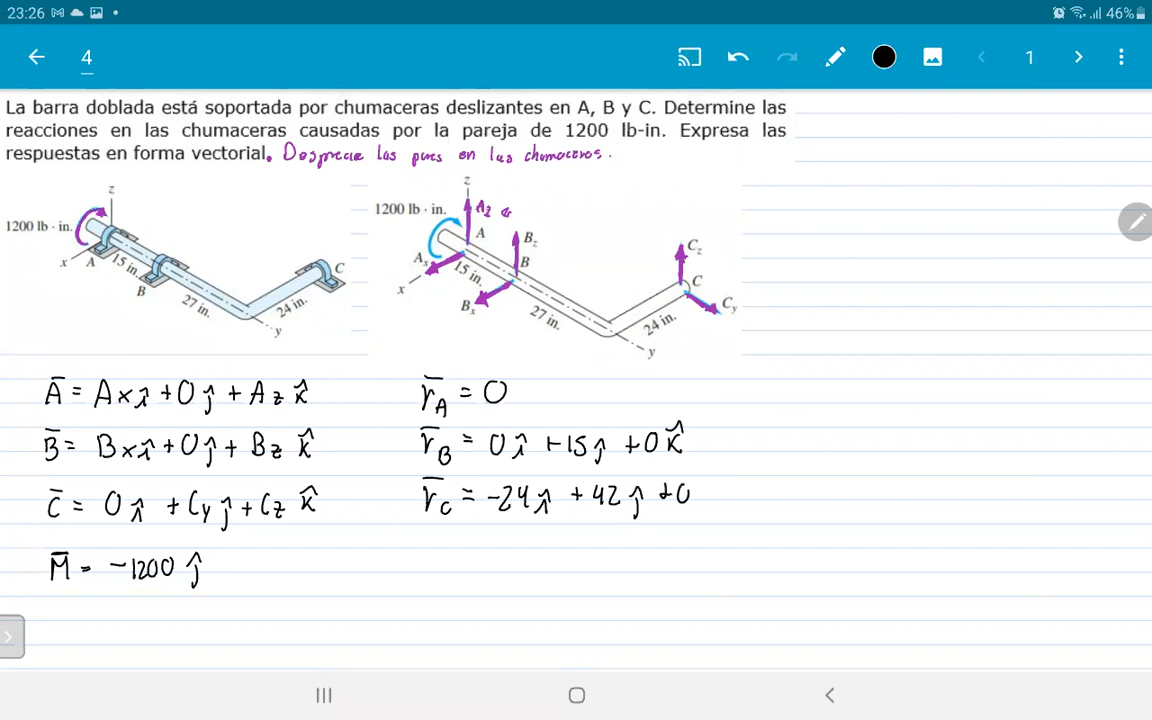 23:26
46%
4
1
La barra doblada está soportada por chumaceras deslizantes en A, B y C. Determine las
reacciones en las chumaceras causadas por la pareja de 1200 lb-in. Expresa las
respuestas en forma vectorial. Desprecie los pares en las chumaceras.
z
1200 lb · in.
x
A
15 in.
B
27 in.
24 in.
C
y
z
1200 lb · in.
Az
A
Bz
B
Ax
15 in.
x
Bx
27 in.
24 in.
Cz
C
Cy
y
A̅ = Ax î + 0 ĵ + Az k̂
B̅ = Bx î + 0 ĵ + Bz k̂
C̅ = 0 î + Cy ĵ + Cz k̂
M̅ = -1200 ĵ
r̅A = 0
r̅B = 0 î + 15 ĵ + 0 k̂
r̅C = -24 î + 42 ĵ + 0